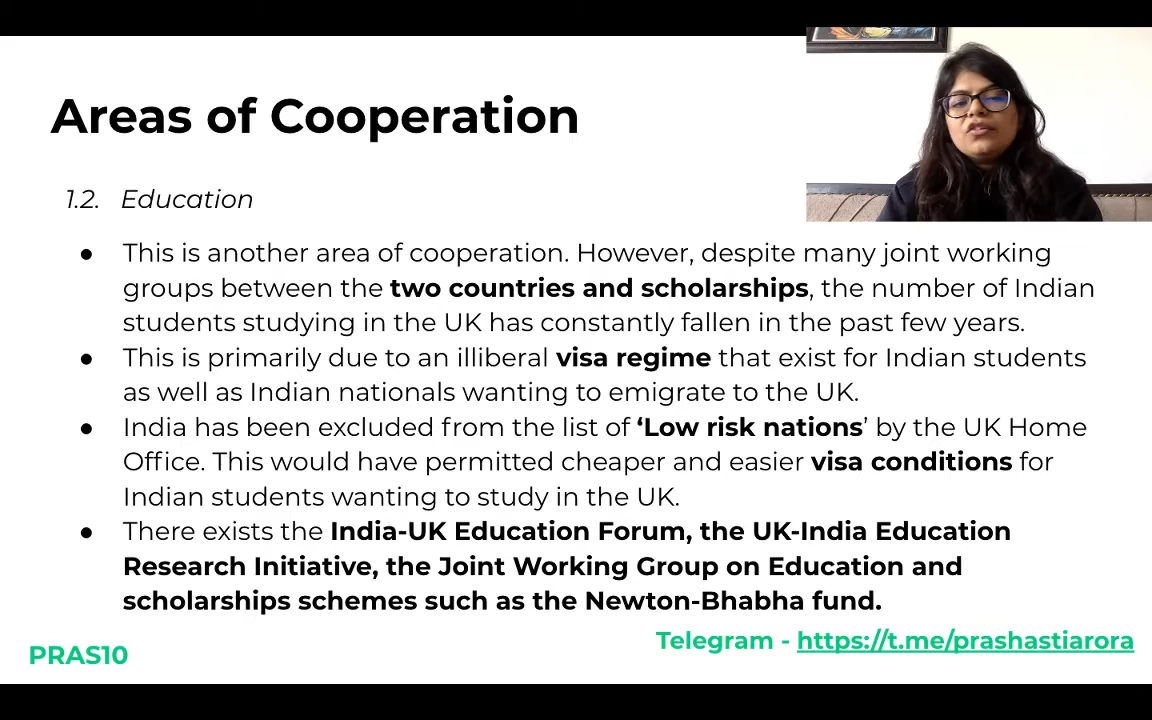 Areas of Cooperation
1.2. Education
● This is another area of cooperation. However, despite many joint working
groups between the two countries and scholarships, the number of Indian
students studying in the UK has constantly fallen in the past few years.
● This is primarily due to an illiberal visa regime that exist for Indian students
as well as Indian nationals wanting to emigrate to the UK.
● India has been excluded from the list of ‘Low risk nations’ by the UK Home
Office. This would have permitted cheaper and easier visa conditions for
Indian students wanting to study in the UK.
● There exists the India-UK Education Forum, the UK-India Education
Research Initiative, the Joint Working Group on Education and
scholarships schemes such as the Newton-Bhabha fund.
Telegram - https://t.me/prashastiarora
PRAS10